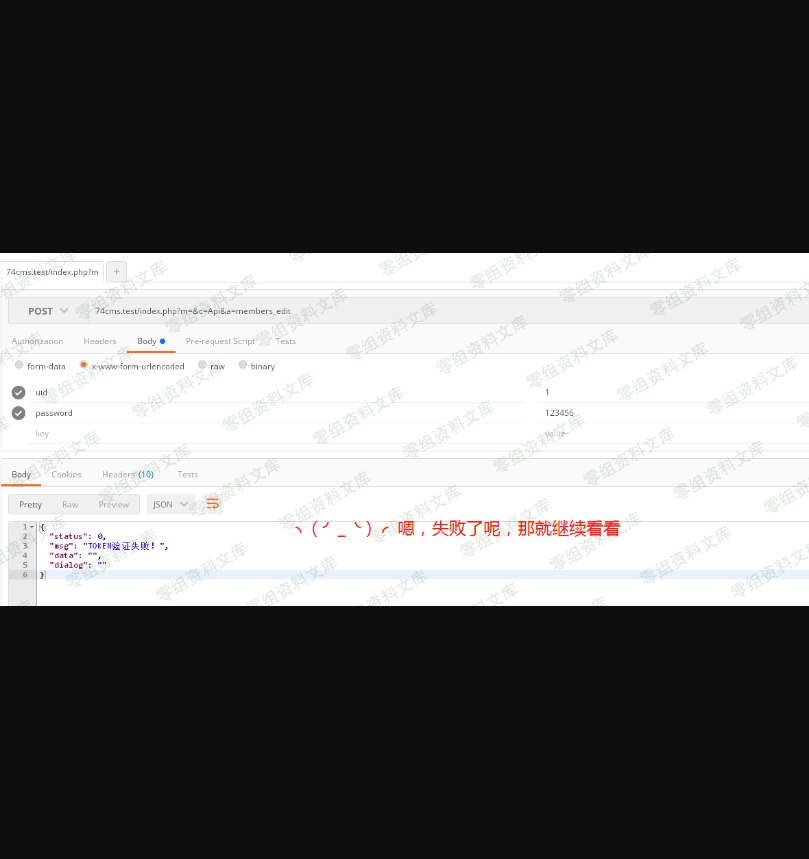 74cms.test/index.php?m
+
POST
74cms.test/index.php?m=&c=Api&a=members_edit
Authorization Headers Body Pre-request Script Tests
form-data x-www-form-urlencoded raw binary
uid 1
password 123456
key value
Body Cookies Headers (10) Tests
Pretty Raw Preview JSON
ヽ(╯_╰)╭ 嗯，失败了呢，那就继续看看
1 {
2 "status": 0,
3 "msg": "TOKEN验证失败！",
4 "data": "",
5 "dialog": ""
6 }
零组资料文库